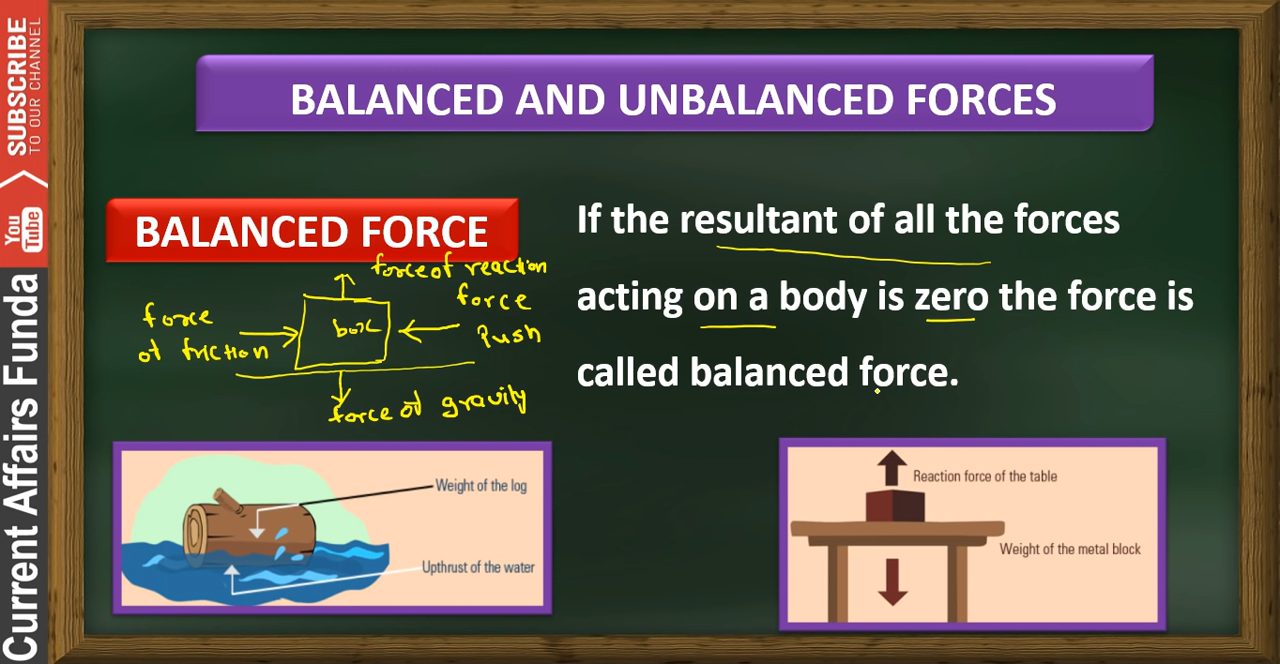 SUBSCRIBE
TO OUR CHANNEL
You
Tube
Current Affairs Funda
BALANCED AND UNBALANCED FORCES
BALANCED FORCE
If the resultant of all the forces
acting on a body is zero the force is
called balanced force.
force of reaction
force
push
force
of friction
box
force of gravity
Weight of the log
Upthrust of the water
Reaction force of the table
Weight of the metal block